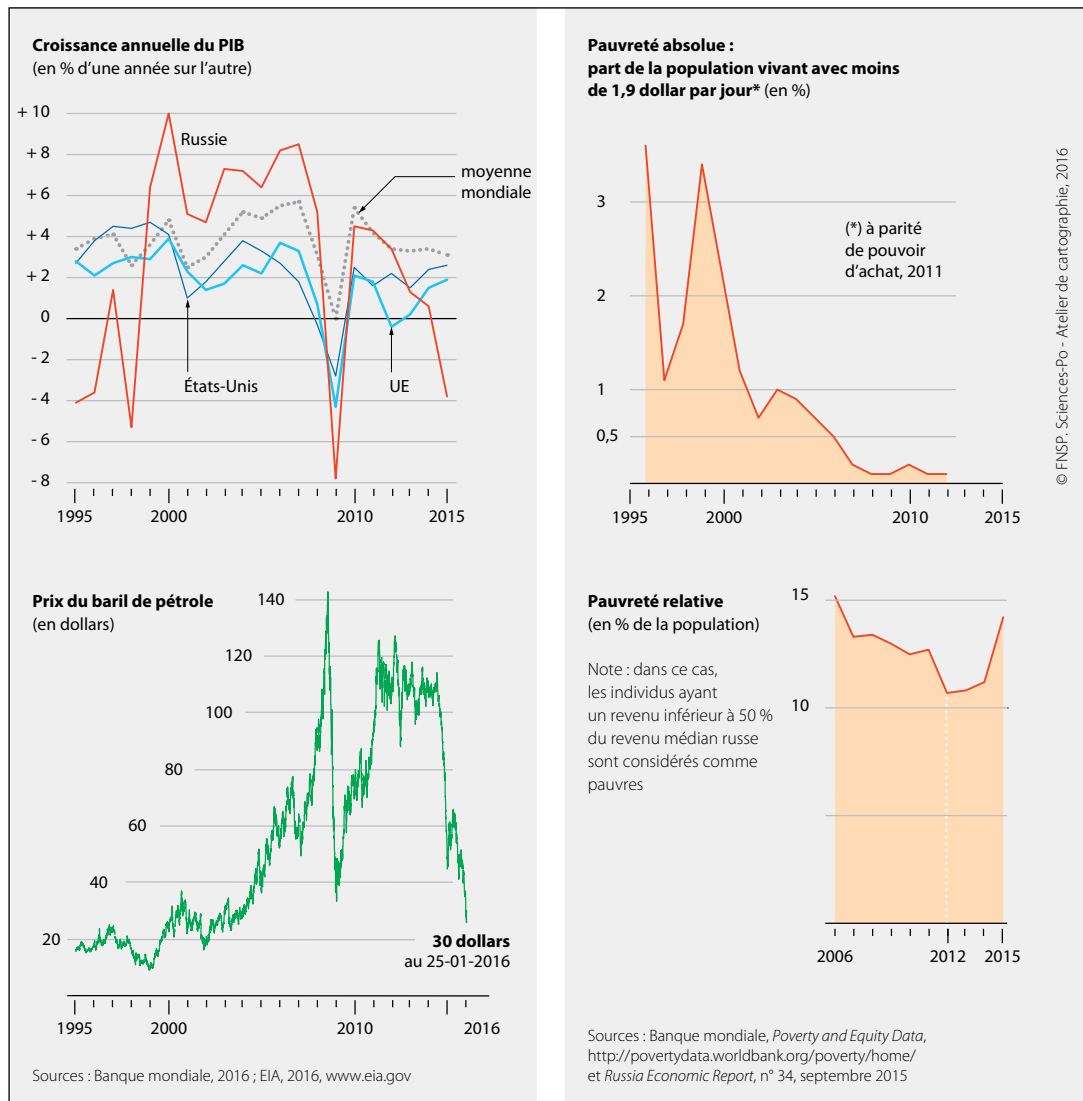 Croissance annuelle du PIB
(en % d'une année sur l'autre)
+ 10
+ 8
+ 6
+ 4
+ 2
0
- 2
- 4
- 6
- 8
Russie
moyenne
mondiale
États-Unis
UE
1995
2000
2010
2015
Pauvreté absolue :
part de la population vivant avec moins
de 1,9 dollar par jour* (en %)
3
2
1
0,5
(*) à parité
de pouvoir
d'achat, 2011
1995
2000
2010
2015
© FNSP. Sciences-Po - Atelier de cartographie, 2016
Prix du baril de pétrole
(en dollars)
140
120
100
80
60
40
20
30 dollars
au 25-01-2016
1995
2000
2010
2016
Sources : Banque mondiale, 2016 ; EIA, 2016, www.eia.gov
Pauvreté relative
(en % de la population)
Note : dans ce cas,
les individus ayant
un revenu inférieur à 50 %
du revenu médian russe
sont considérés comme
pauvres
15
10
2006
2012
2015
Sources : Banque mondiale, Poverty and Equity Data,
http://povertydata.worldbank.org/poverty/home/
et Russia Economic Report, n° 34, septembre 2015